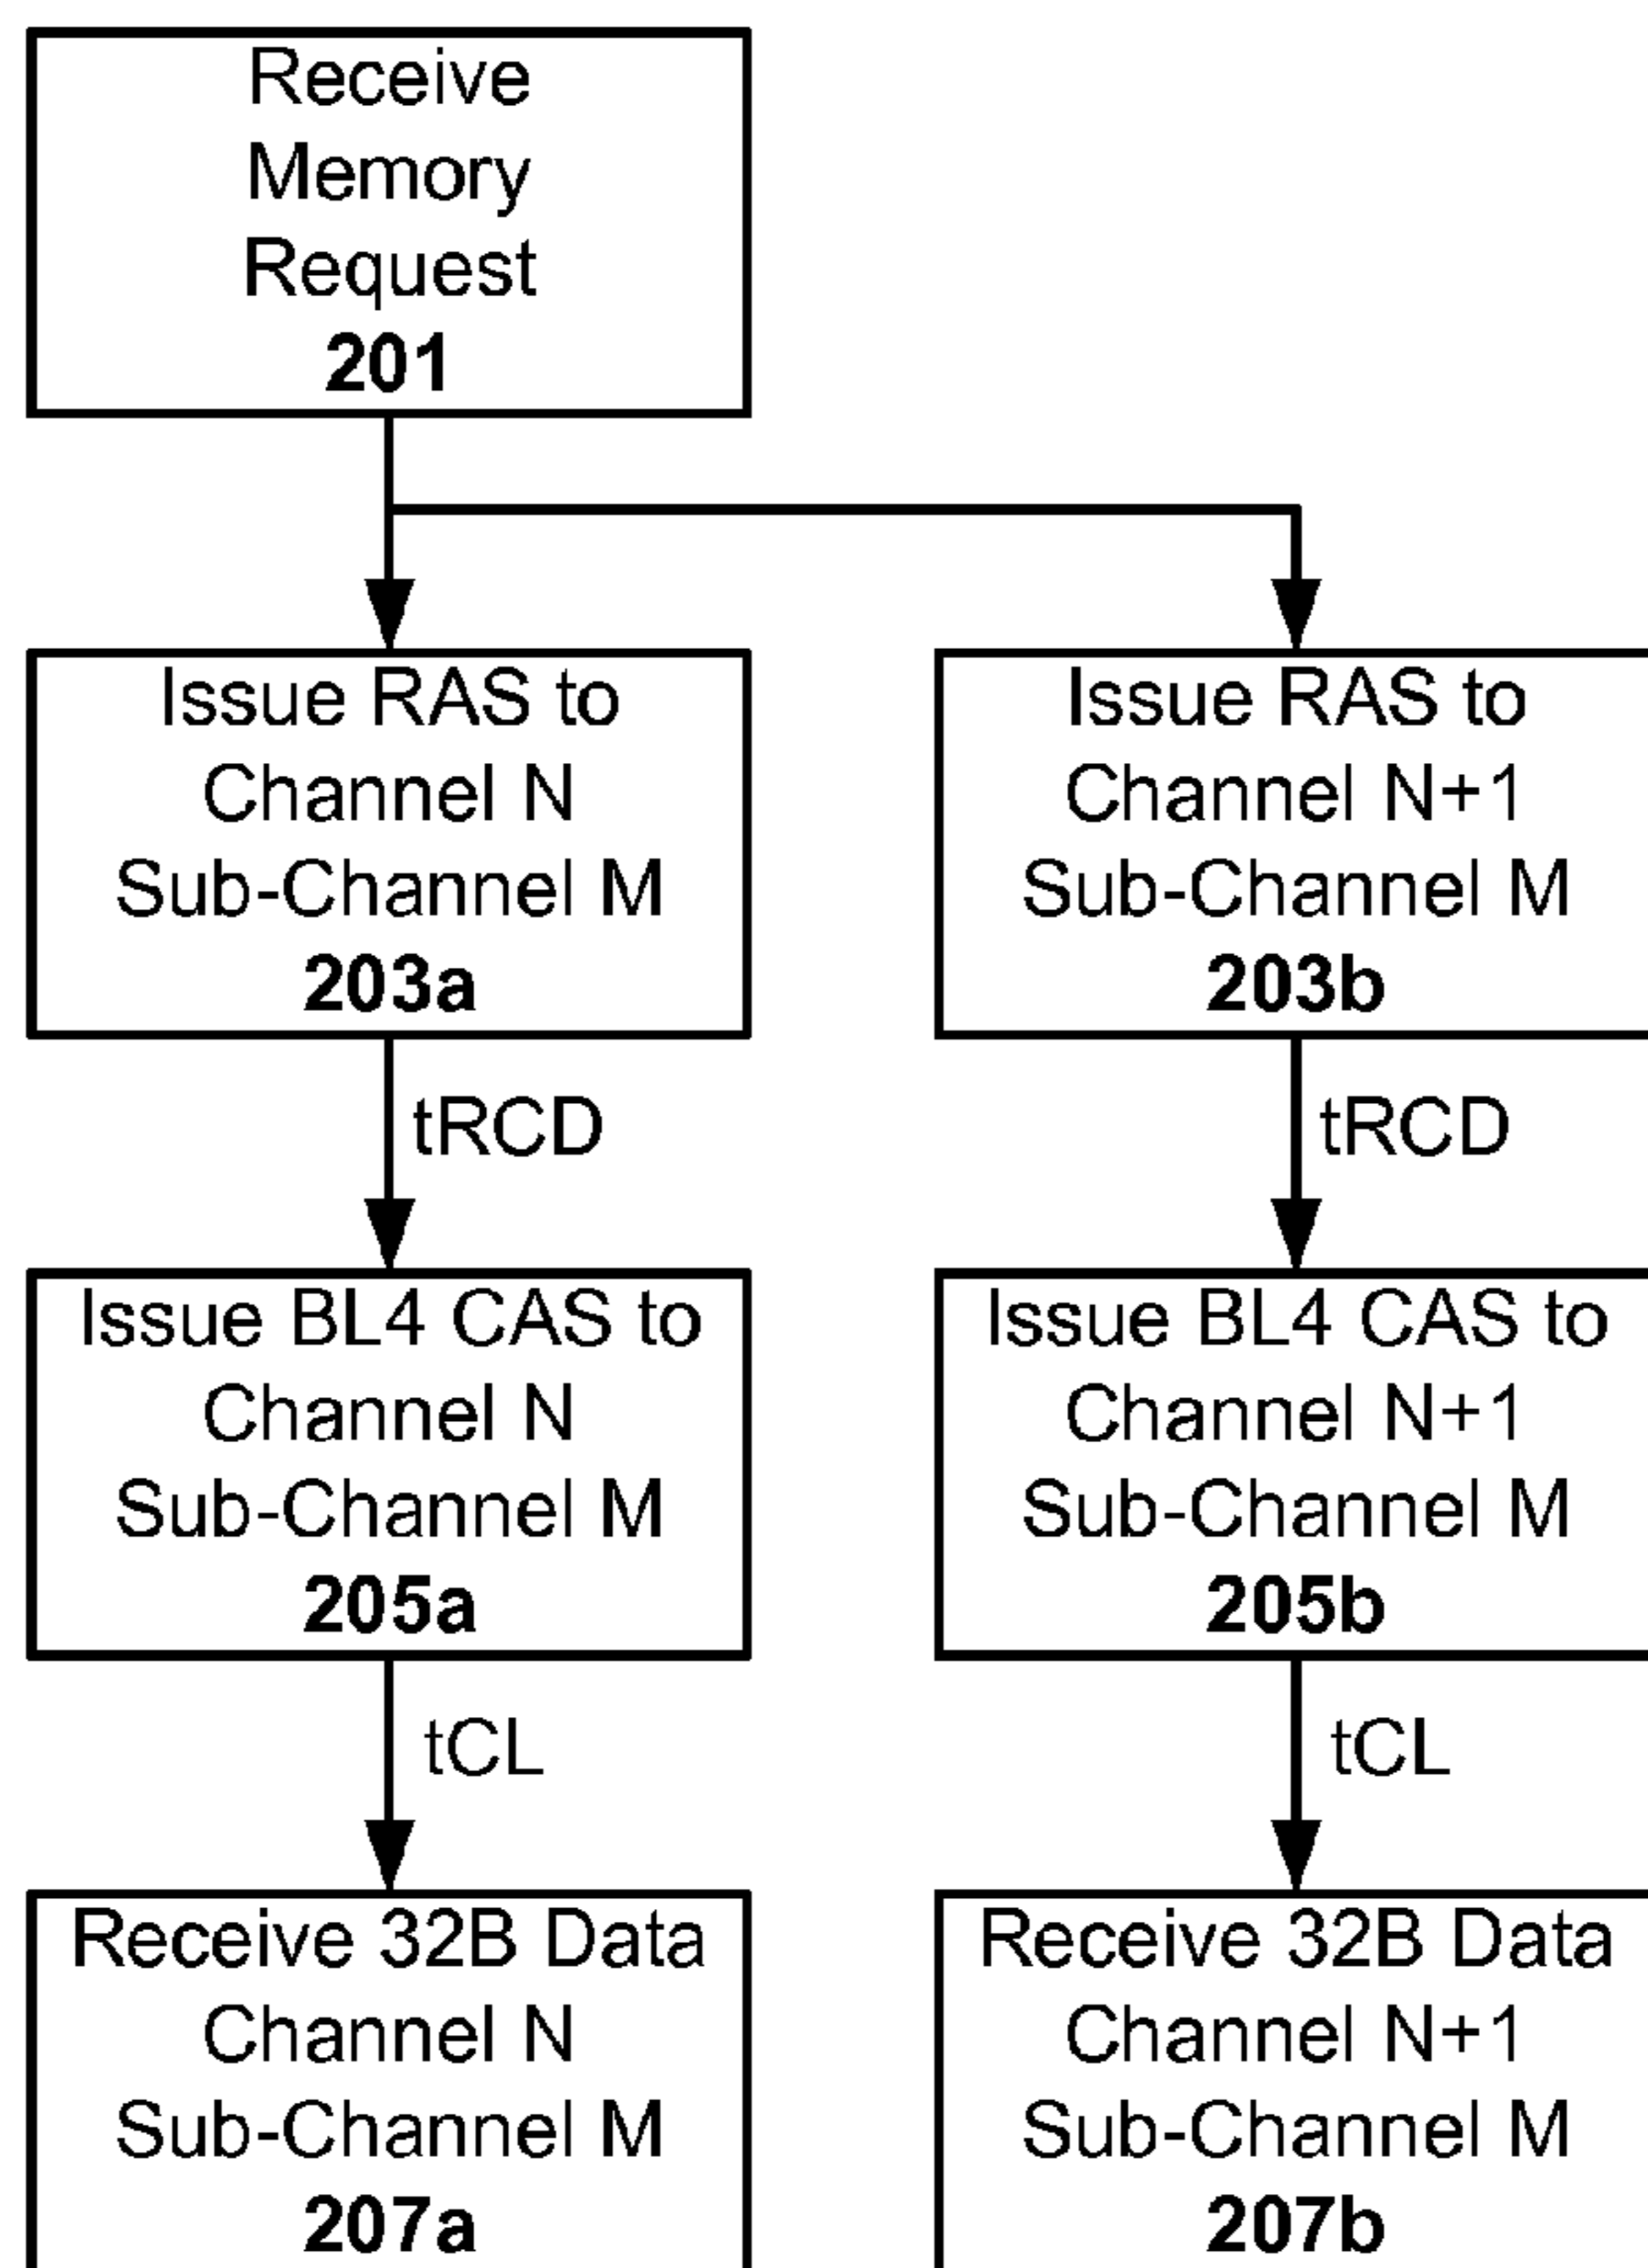 Receive
Memory
Request
201
Issue RAS to
Channel N
Sub-Channel M
203a
Issue RAS to
Channel N+1
Sub-Channel M
203b
tRCD
tRCD
Issue BL4 CAS to
Channel N
Sub-Channel M
205a
Issue BL4 CAS to
Channel N+1
Sub-Channel M
205b
tCL
tCL
Receive 32B Data
Channel N
Sub-Channel M
207a
Receive 32B Data
Channel N+1
Sub-Channel M
207b